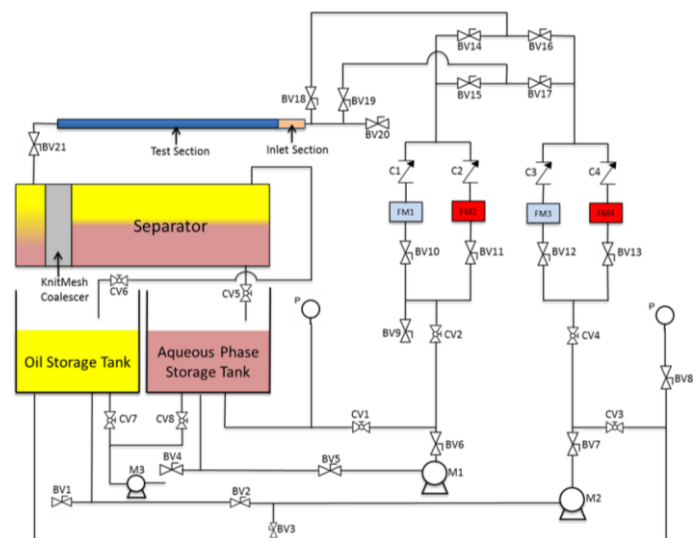 BV14
BV16
BV18
BV19
BV15
BV17
BV20
BV21
Test Section
Inlet Section
C1
C2
C3
C4
FM1
FM2
FM3
FM4
Separator
BV10
BV11
BV12
BV13
KnitMesh
Coalescer
CV6
CV5
P
P
BV9
CV2
CV4
Oil Storage Tank
Aqueous Phase
Storage Tank
BV8
CV7
CV8
CV1
CV3
BV6
BV7
BV4
BV5
M3
M1
BV1
BV2
M2
BV3